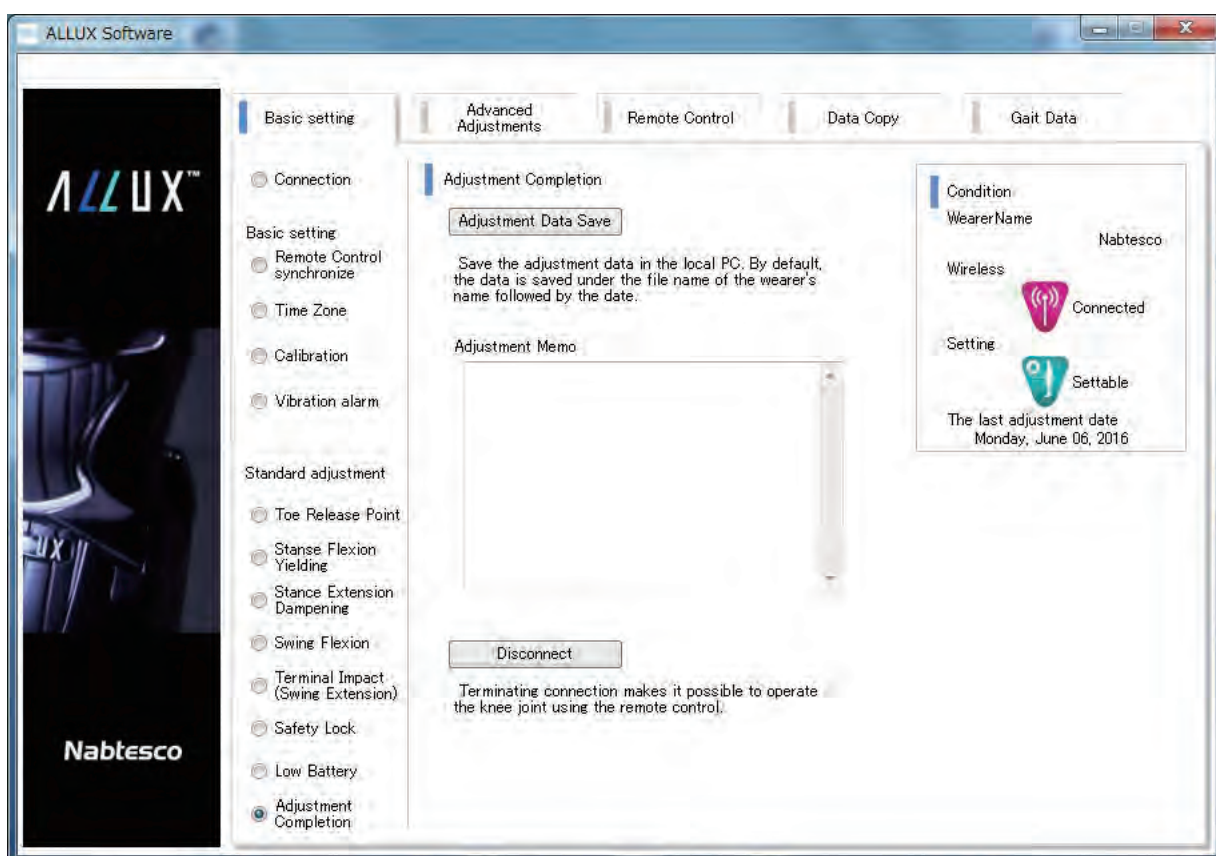 ALLUX Software
Basic setting
Advanced
Adjustments
Remote Control
Data Copy
Gait Data
ALLUX™
Nabtesco
Connection
Basic setting
Remote Control
synchronize
Time Zone
Calibration
Vibration alarm
Standard adjustment
Toe Release Point
Stanse Flexion
Yielding
Stance Extension
Dampening
Swing Flexion
Terminal Impact
(Swing Extension)
Safety Lock
Low Battery
Adjustment
Completion
Adjustment Completion
Adjustment Data Save
Save the adjustment data in the local PC. By default,
the data is saved under the file name of the wearer's
name followed by the date.
Adjustment Memo
Disconnect
Terminating connection makes it possible to operate
the knee joint using the remote control.
Condition
WearerName
Nabtesco
Wireless
Connected
Setting
Settable
The last adjustment date
Monday, June 06, 2016